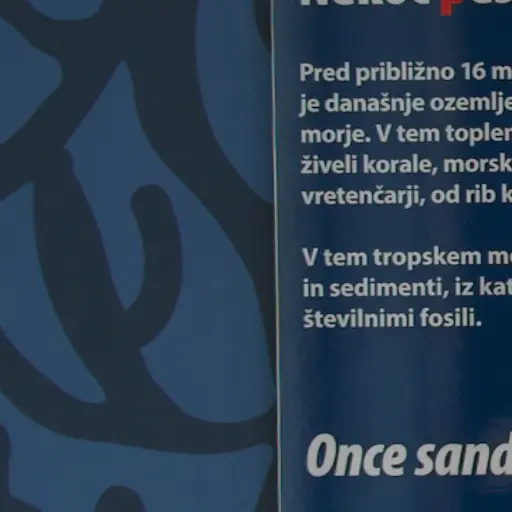 Pred približno 16 m
je današnje ozemlje
morje. V tem topler
živeli korale, morsk
vretenčarji, od rib k
V tem tropskem m
in sedimenti, iz kat
številnimi fosili.
Once sand